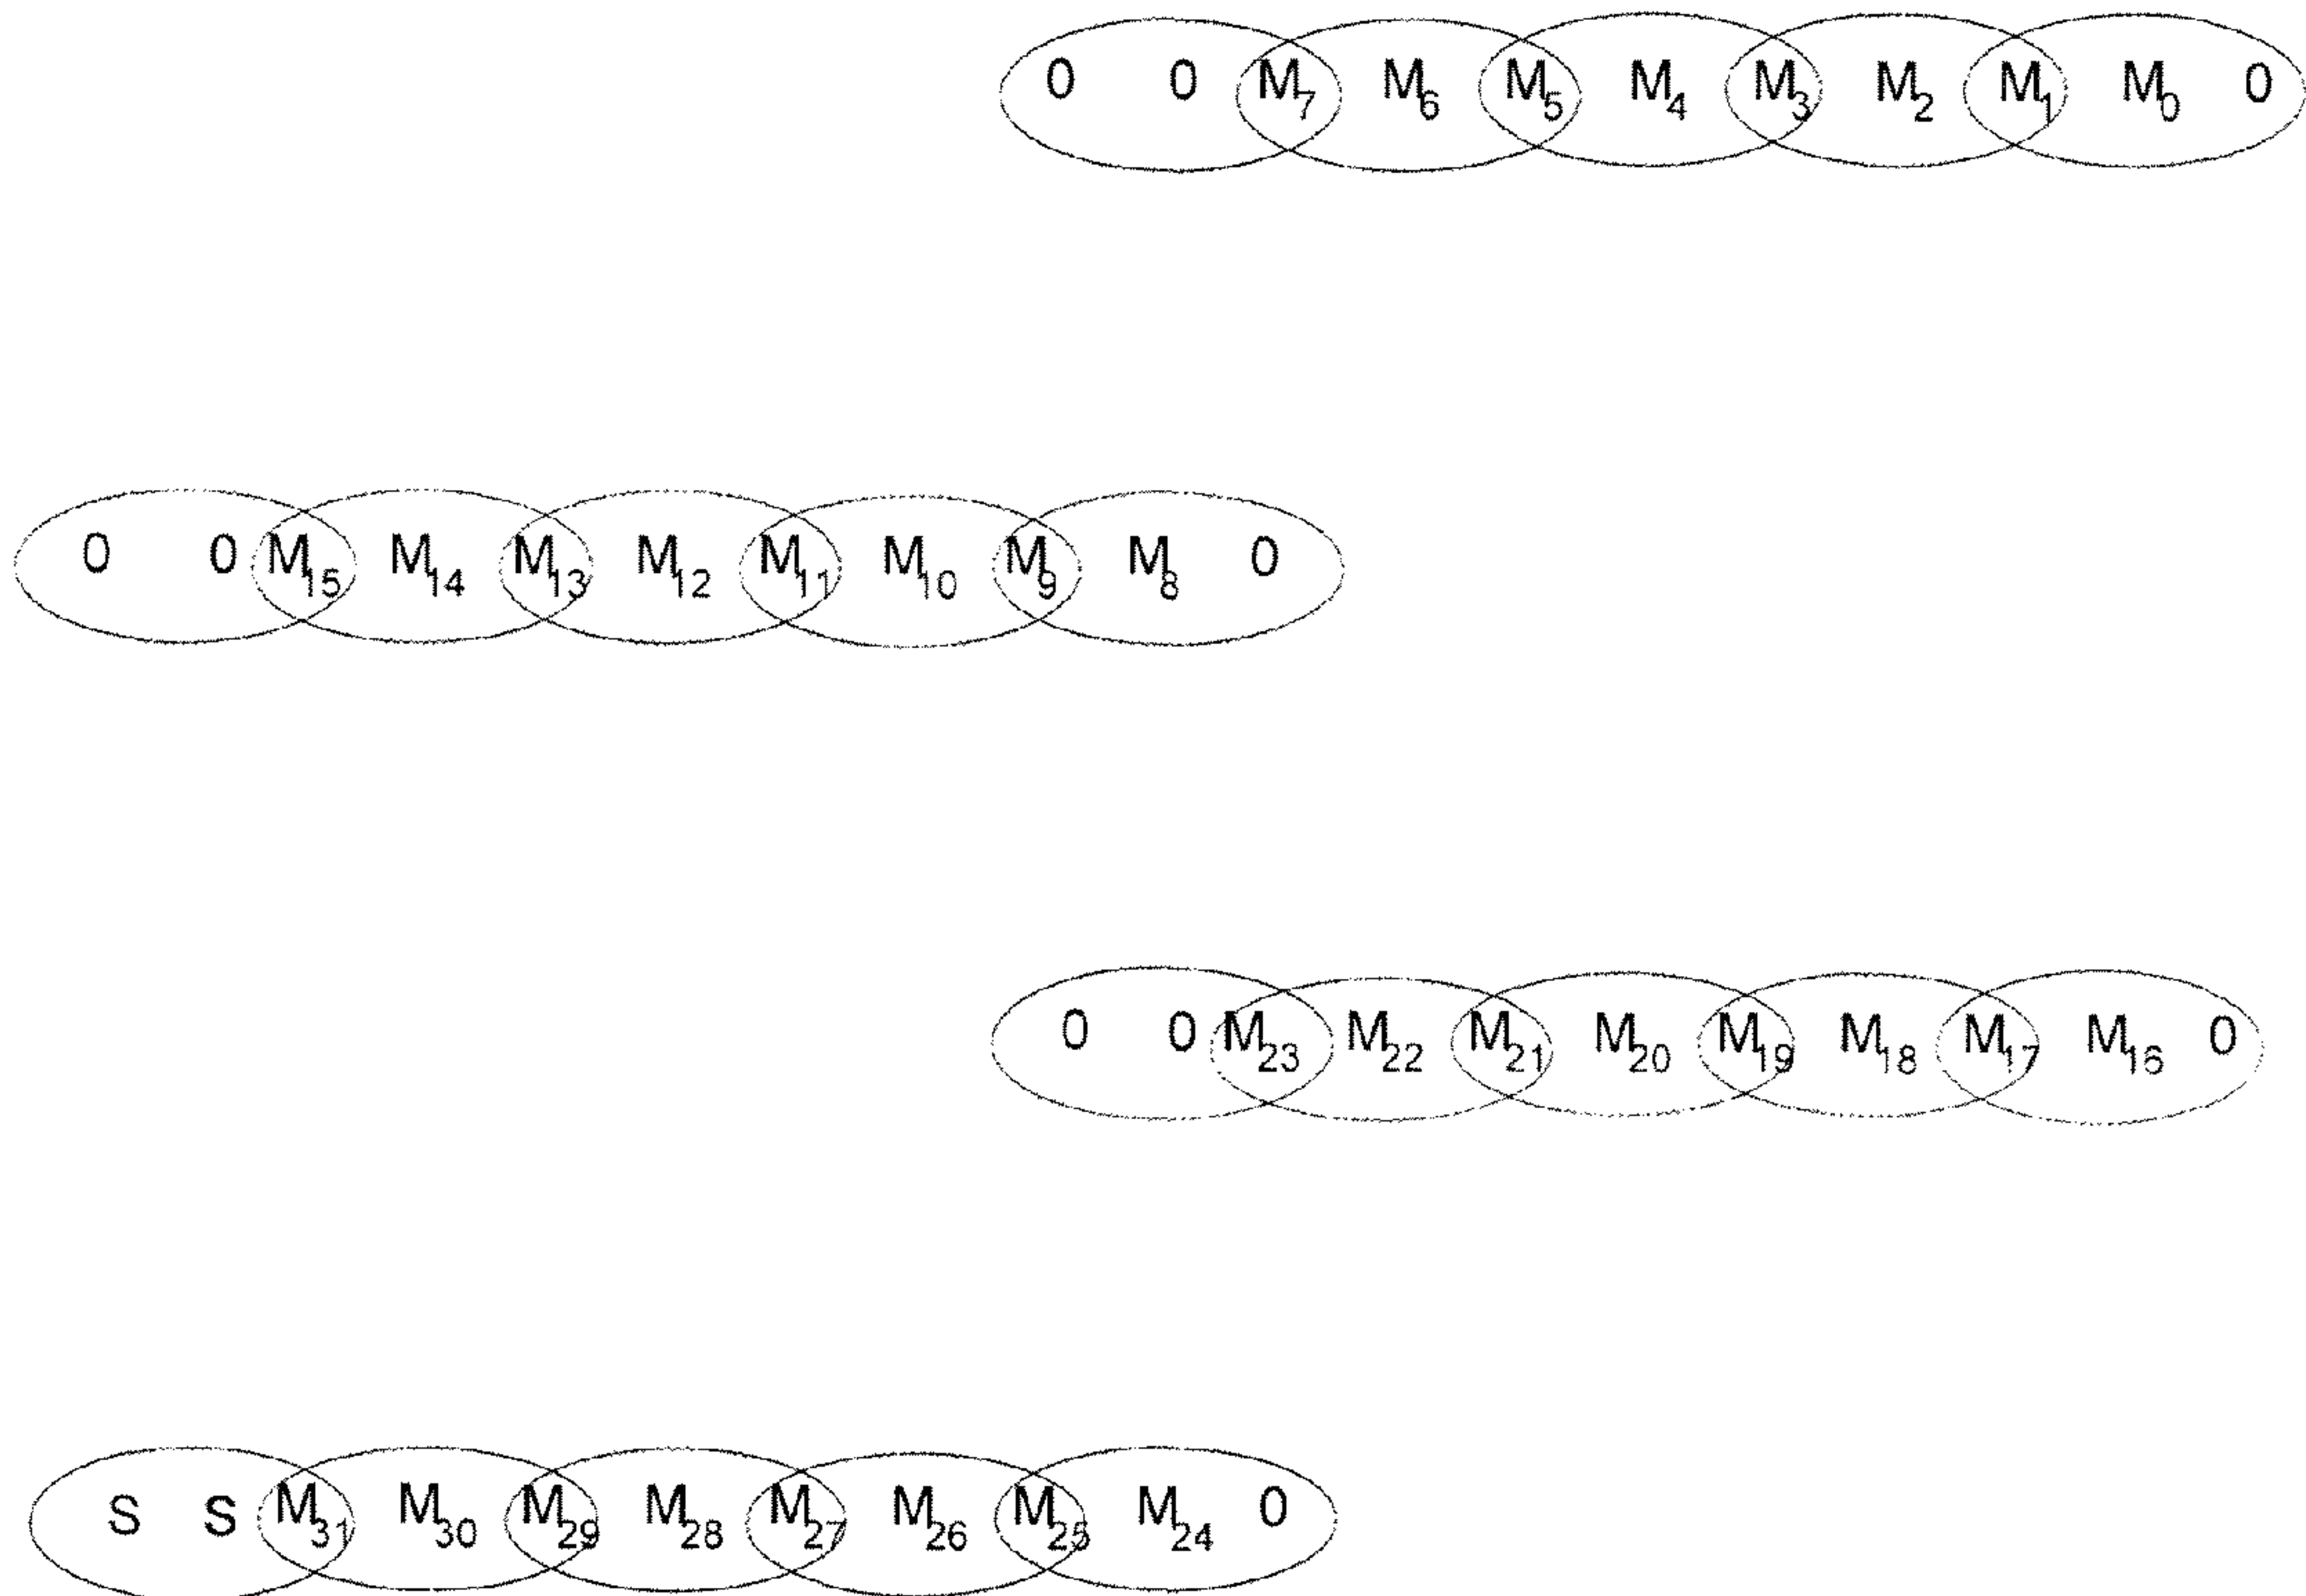 0 0 M₇ M₆ M₅ M₄ M₃ M₂ M₁ M₀ 0
0 0 M₁₅ M₁₄ M₁₃ M₁₂ M₁₁ M₁₀ M₉ M₈ 0
0 0 M₂₃ M₂₂ M₂₁ M₂₀ M₁₉ M₁₈ M₁₇ M₁₆ 0
S S M₃₁ M₃₀ M₂₉ M₂₈ M₂₇ M₂₆ M₂₅ M₂₄ 0